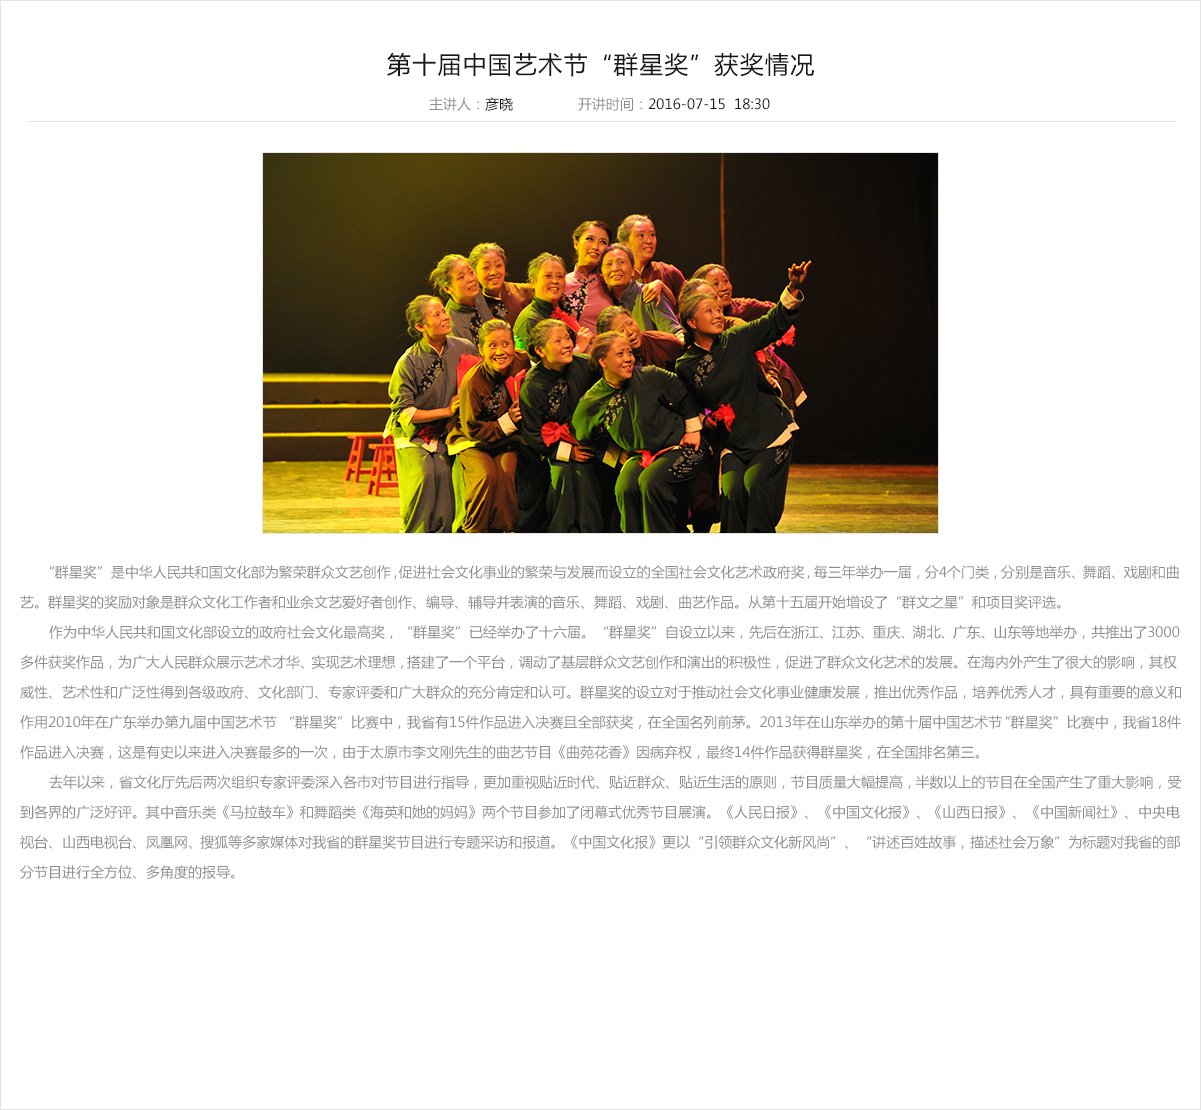 第十届中国艺术节“群星奖”获奖情况
主讲人：彦晓 开讲时间：2016-07-15 18:30
“群星奖”是中华人民共和国文化部为繁荣群众文艺创作，促进社会文化事业的繁荣与发展而设立的全国社会文化艺术政府奖，每三年举办一届，分4个门类，分别是音乐、舞蹈、戏剧和曲
艺。群星奖的奖励对象是群众文化工作者和业余文艺爱好者创作、编导、辅导并表演的音乐、舞蹈、戏剧、曲艺作品。从第十五届开始增设了“群文之星”和项目奖评选。
作为中华人民共和国文化部设立的政府社会文化最高奖，“群星奖”已经举办了十六届。“群星奖”自设立以来，先后在浙江、江苏、重庆、湖北、广东、山东等地举办，共推出了3000
多件获奖作品，为广大人民群众展示艺术才华、实现艺术理想，搭建了一个平台，调动了基层群众文艺创作和演出的积极性，促进了群众文化艺术的发展。在海内外产生了很大的影响，其权
威性、艺术性和广泛性得到各级政府、文化部门、专家评委和广大群众的充分肯定和认可。群星奖的设立对于推动社会文化事业健康发展，推出优秀作品，培养优秀人才，具有重要的意义和
作用2010年在广东举办第九届中国艺术节 “群星奖”比赛中，我省有15件作品进入决赛且全部获奖，在全国名列前茅。2013年在山东举办的第十届中国艺术节“群星奖”比赛中，我省18件
作品进入决赛，这是有史以来进入决赛最多的一次，由于太原市李文刚先生的曲艺节目《曲苑花香》因病弃权，最终14件作品获得群星奖，在全国排名第三。
去年以来，省文化厅先后两次组织专家评委深入各市对节目进行指导，更加重视贴近时代、贴近群众、贴近生活的原则，节目质量大幅提高，半数以上的节目在全国产生了重大影响，受
到各界的广泛好评。其中音乐类《马拉鼓车》和舞蹈类《海英和她的妈妈》两个节目参加了闭幕式优秀节目展演。《人民日报》、《中国文化报》、《山西日报》、《中国新闻社》、中央电
视台、山西电视台、凤凰网、搜狐等多家媒体对我省的群星奖节目进行专题采访和报道。《中国文化报》更以“引领群众文化新风尚”、“讲述百姓故事，描述社会万象”为标题对我省的部
分节目进行全方位、多角度的报导。